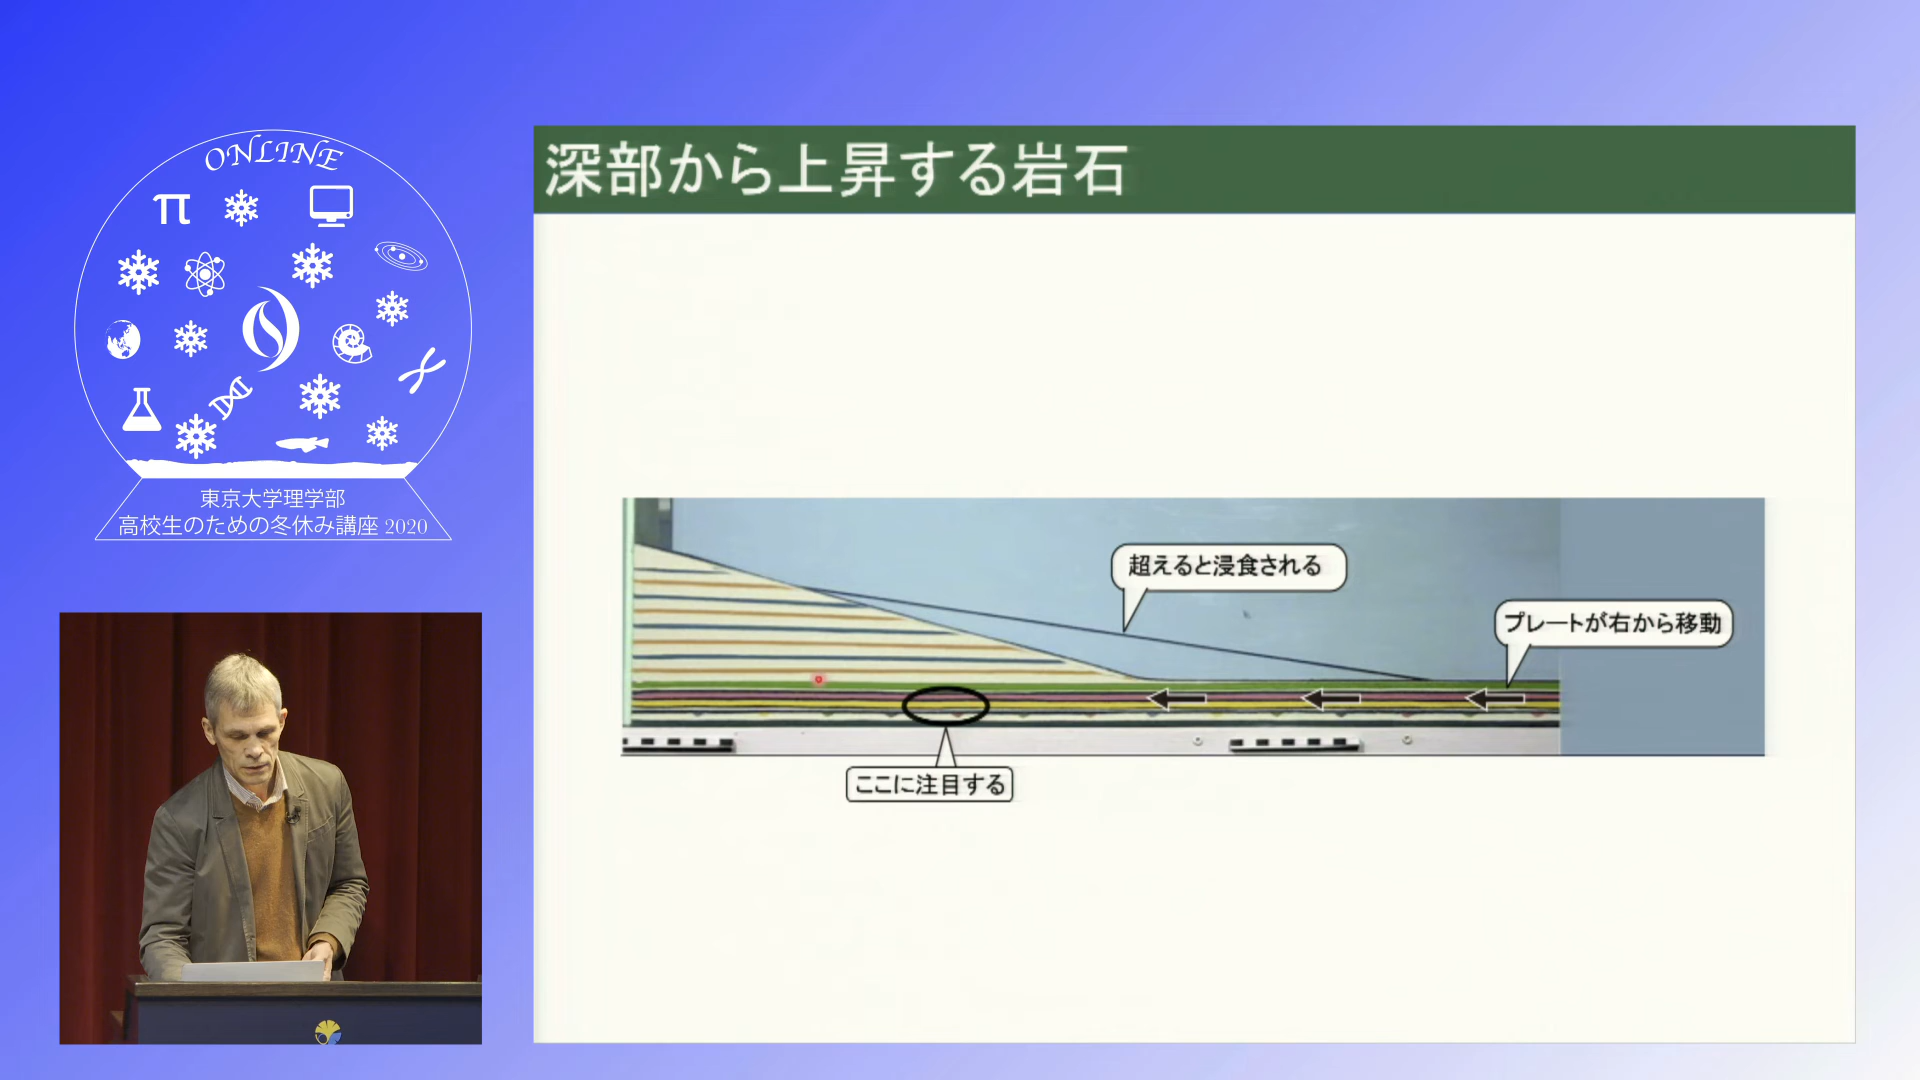 ONLINE
π
東京大学理学部
高校生のための冬休み講座 2020
深部から上昇する岩石
超えると浸食される
プレートが右から移動
ここに注目する